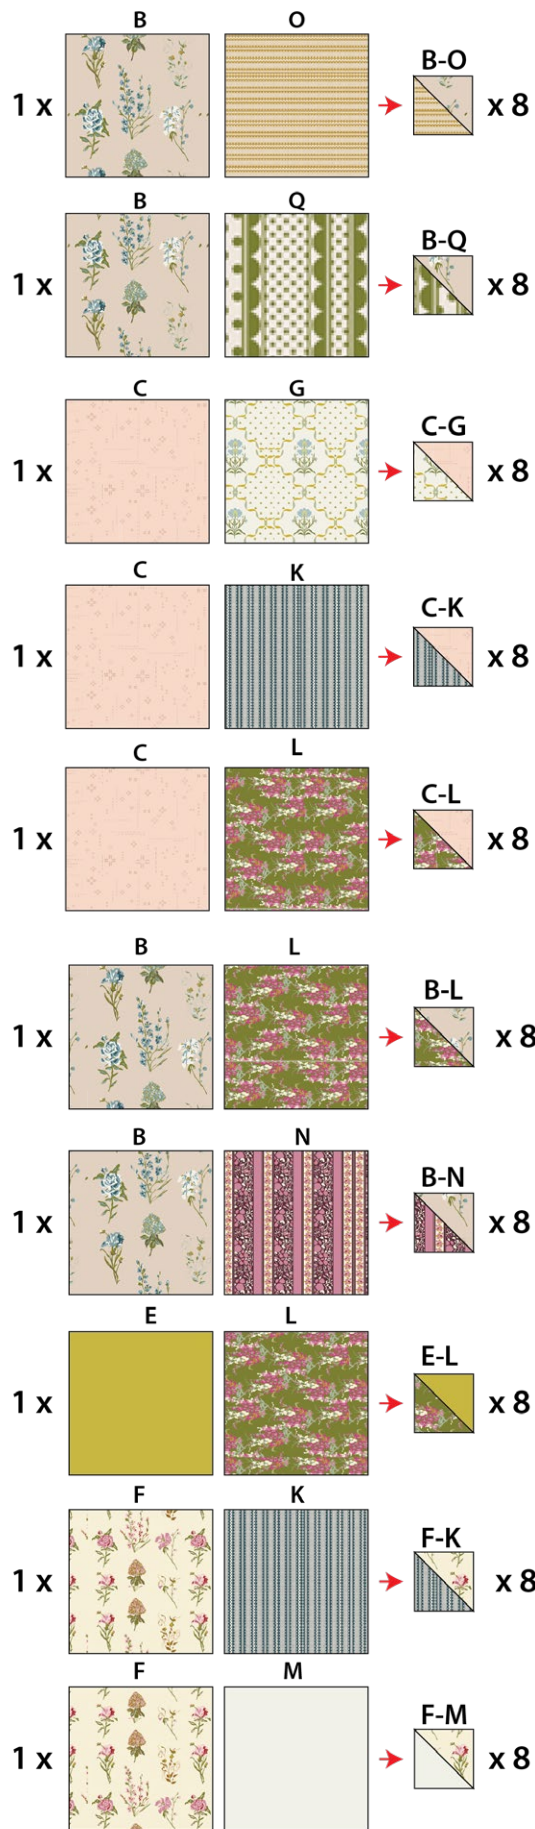 B O
B-O
1 x x 8
B Q
B-Q
1 x x 8
C G
C-G
1 x x 8
C K
C-K
1 x x 8
C L
C-L
1 x x 8
B L
B-L
1 x x 8
B N
B-N
1 x x 8
E L
E-L
1 x x 8
F K
F-K
1 x x 8
F M
F-M
1 x x 8